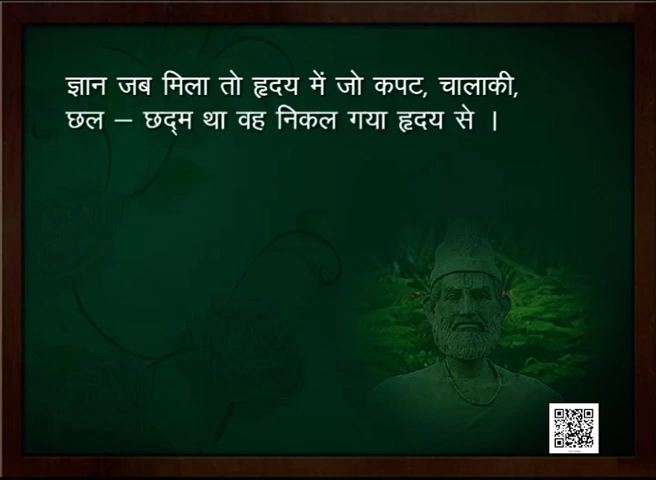 ज्ञान जब मिला तो हृदय में जो कपट, चालाकी,
छल – छद्म था वह निकल गया हृदय से ।